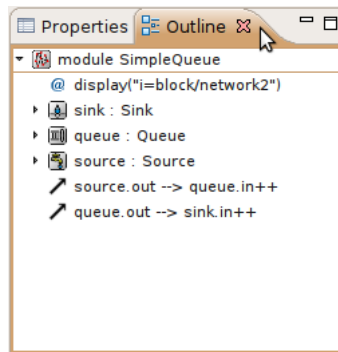 Properties Outline
module SimpleQueue
@ display("i=block/network2")
sink : Sink
queue : Queue
source : Source
source.out --> queue.in++
queue.out --> sink.in++